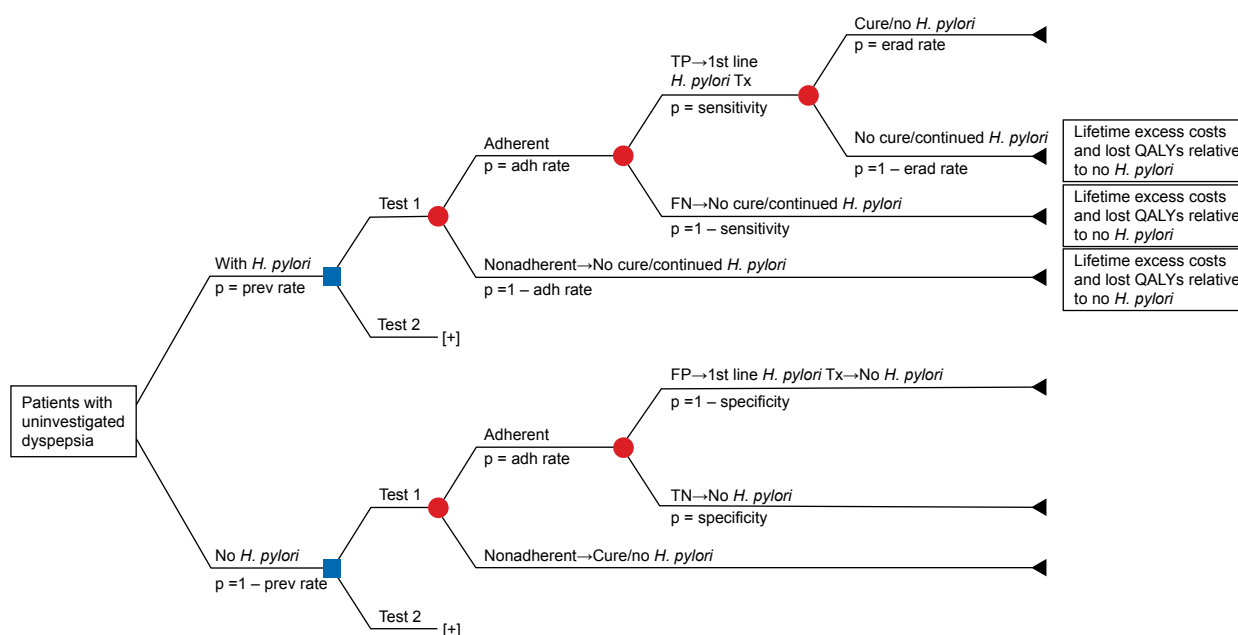 Cure/no H. pylori
p = erad rate
TP→1st line
H. pylori Tx
p = sensitivity
No cure/continued H. pylori
p =1 – erad rate
Lifetime excess costs
and lost QALYs relative
to no H. pylori
Adherent
p = adh rate
FN→No cure/continued H. pylori
p =1 – sensitivity
Lifetime excess costs
and lost QALYs relative
to no H. pylori
Test 1
With H. pylori
p = prev rate
Nonadherent→No cure/continued H. pylori
p =1 – adh rate
Lifetime excess costs
and lost QALYs relative
to no H. pylori
Test 2
[+]
Patients with
uninvestigated
dyspepsia
FP→1st line H. pylori Tx→No H. pylori
p =1 – specificity
Adherent
p = adh rate
TN→No H. pylori
p = specificity
Test 1
No H. pylori
p =1 – prev rate
Nonadherent→Cure/no H. pylori
Test 2
[+]